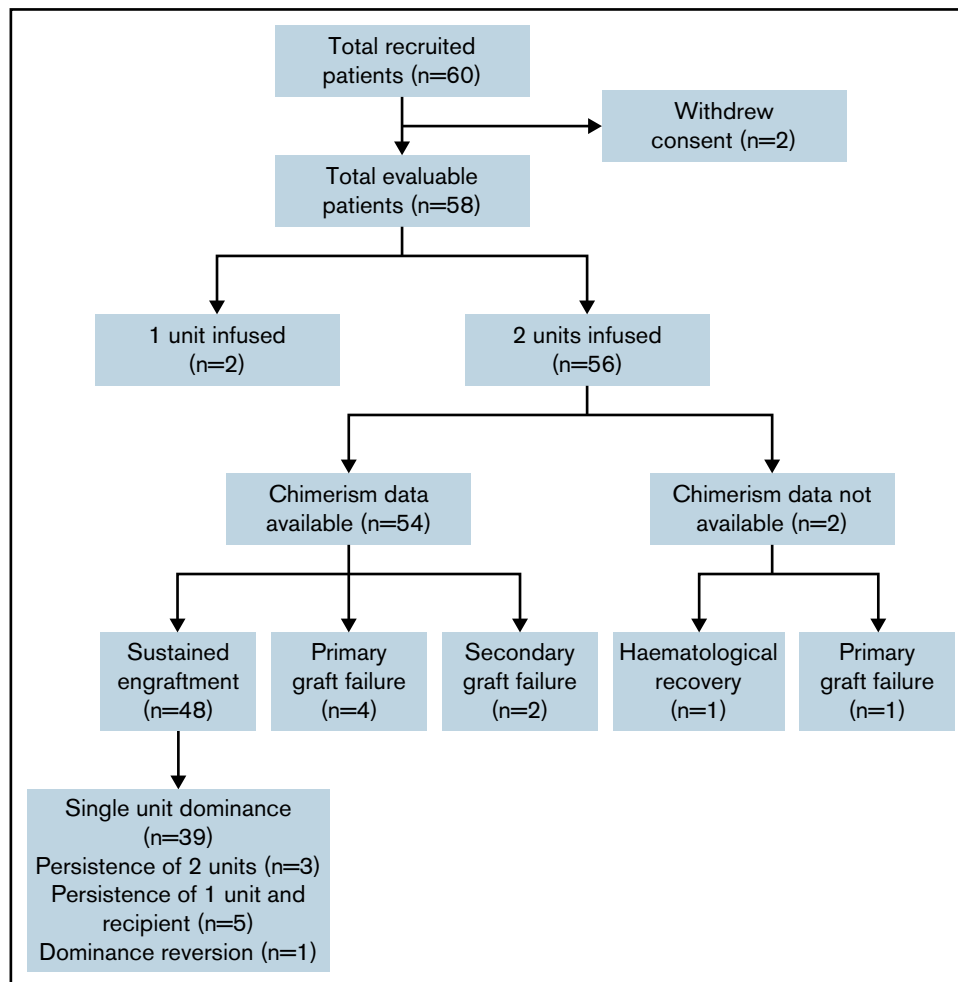 Total recruited
patients (n=60)
Withdrew
consent (n=2)
Total evaluable
patients (n=58)
1 unit infused
(n=2)
2 units infused
(n=56)
Chimerism data
available (n=54)
Chimerism data not
available (n=2)
Sustained
engraftment
(n=48)
Primary
graft failure
(n=4)
Secondary
graft failure
(n=2)
Haematological
recovery
(n=1)
Primary
graft failure
(n=1)
Single unit dominance
(n=39)
Persistence of 2 units (n=3)
Persistence of 1 unit and
recipient (n=5)
Dominance reversion (n=1)